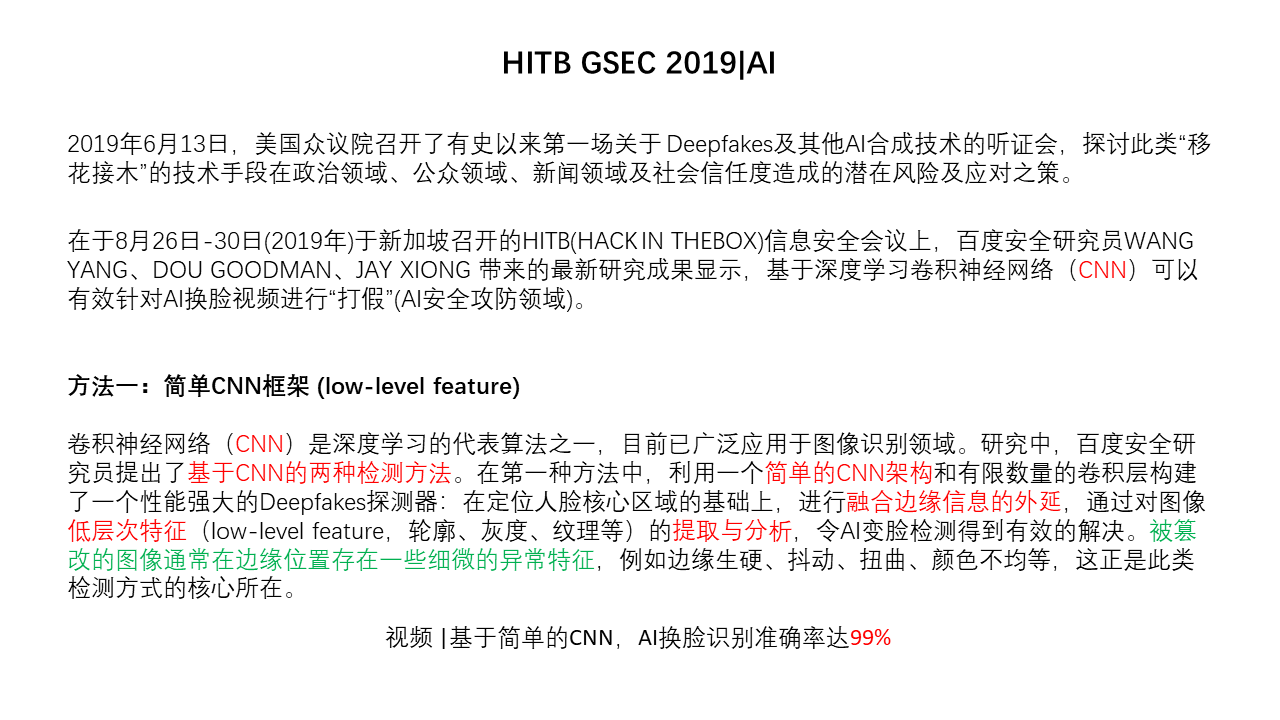 HITB GSEC 2019|AI
2019年6月13日，美国众议院召开了有史以来第一场关于 Deepfakes及其他AI合成技术的听证会，探讨此类“移
花接木”的技术手段在政治领域、公众领域、新闻领域及社会信任度造成的潜在风险及应对之策。
在于8月26日-30日(2019年)于新加坡召开的HITB(HACK IN THEBOX)信息安全会议上，百度安全研究员WANG
YANG、DOU GOODMAN、JAY XIONG 带来的最新研究成果显示，基于深度学习卷积神经网络（CNN）可以
有效针对AI换脸视频进行“打假”(AI安全攻防领域)。
方法一：简单CNN框架 (low-level feature)
卷积神经网络（CNN）是深度学习的代表算法之一，目前已广泛应用于图像识别领域。研究中，百度安全研
究员提出了基于CNN的两种检测方法。在第一种方法中，利用一个简单的CNN架构和有限数量的卷积层构建
了一个性能强大的Deepfakes探测器：在定位人脸核心区域的基础上，进行融合边缘信息的外延，通过对图像
低层次特征（low-level feature，轮廓、灰度、纹理等）的提取与分析，令AI变脸检测得到有效的解决。被篡
改的图像通常在边缘位置存在一些细微的异常特征，例如边缘生硬、抖动、扭曲、颜色不均等，这正是此类
检测方式的核心所在。
视频 |基于简单的CNN，AI换脸识别准确率达99%